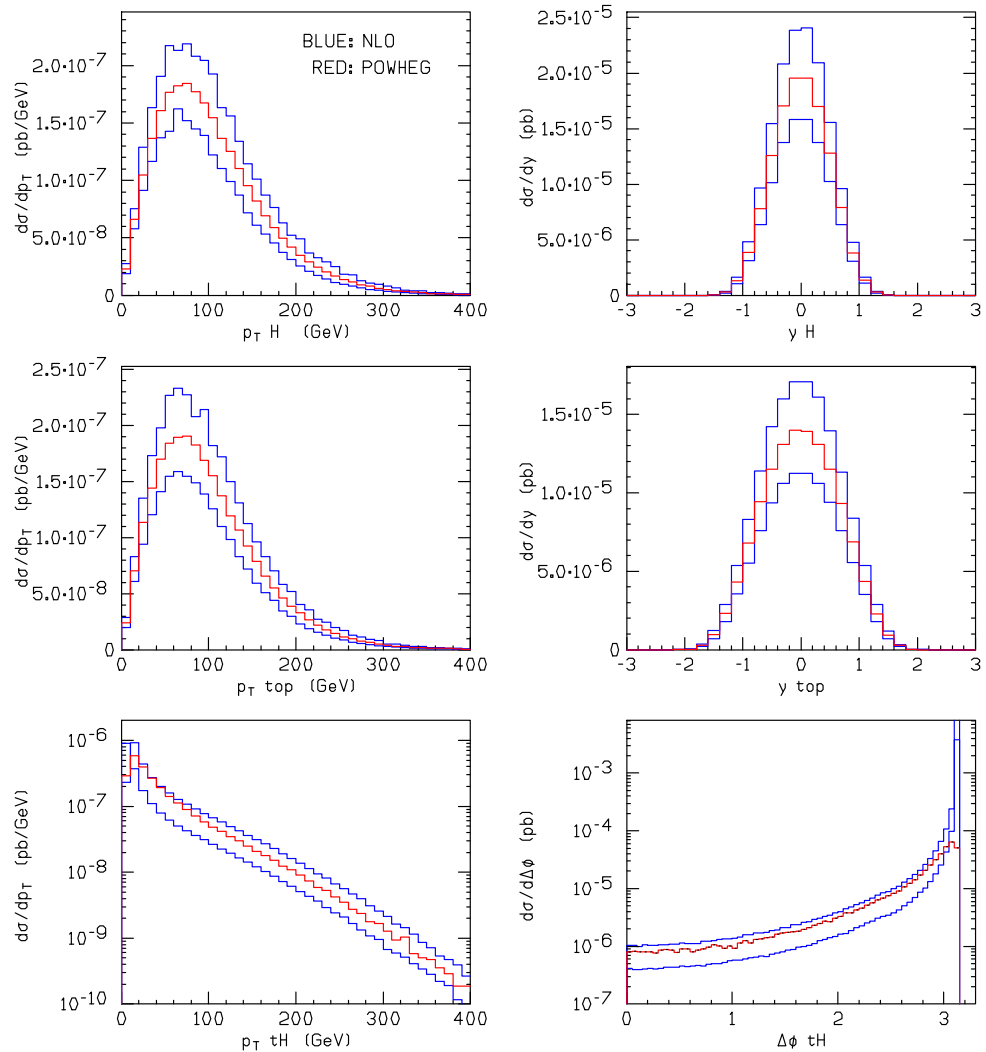 BLUE: NLO
RED: POWHEG
dσ/dp_T (pb/GeV)
2.0·10^-7
1.5·10^-7
1.0·10^-7
5.0·10^-8
0
0 100 200 300 400
p_T H (GeV)
dσ/dy (pb)
2.5·10^-5
2.0·10^-5
1.5·10^-5
1.0·10^-5
5.0·10^-6
0
-3 -2 -1 0 1 2 3
y H
dσ/dp_T (pb/GeV)
2.5·10^-7
2.0·10^-7
1.5·10^-7
1.0·10^-7
5.0·10^-8
0
0 100 200 300 400
p_T top (GeV)
dσ/dy (pb)
1.5·10^-5
1.0·10^-5
5.0·10^-6
0
-3 -2 -1 0 1 2 3
y top
dσ/dp_T (pb/GeV)
10^-6
10^-7
10^-8
10^-9
10^-10
0 100 200 300 400
p_T tH (GeV)
dσ/dΔϕ (pb)
10^-3
10^-4
10^-5
10^-6
10^-7
0 1 2 3
Δϕ tH